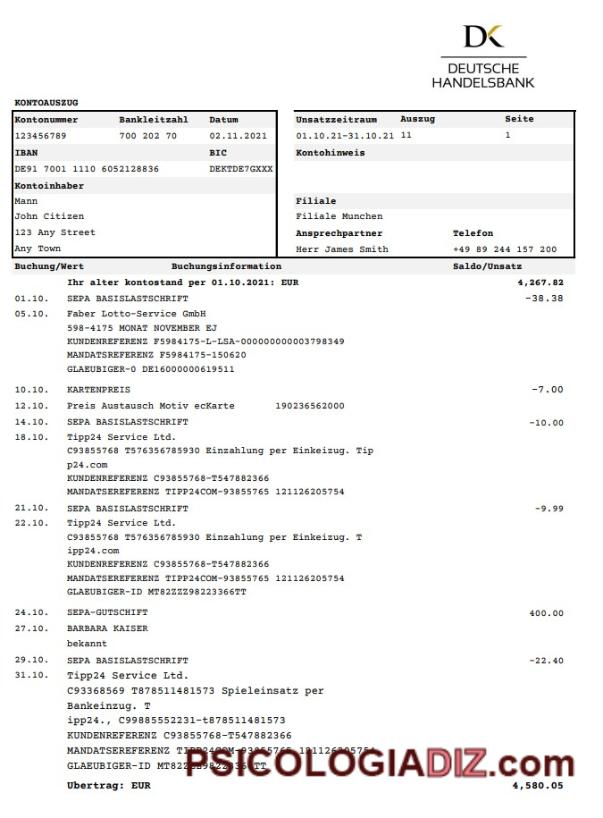 DK
DEUTSCHE
HANDELSBANK
KONTOAUSZUG
Kontonummer Bankleitzahl Datum
123456789 700 202 70 02.11.2021
IBAN BIC
DE91 7001 1110 6052128836 DEKTDE7GXXX
Kontoinhaber
Mann
John Citizen
123 Any Street
Any Town
Unsatzzeitraum Auszug Seite
01.10.21-31.10.21 11 1
Kontohinweis
Filiale
Filiale Munchen
Ansprechpartner Telefon
Herr James Smith +49 89 244 157 200
Buchung/Wert Buchungsinformation Saldo/Unsatz
Ihr alter kontostand per 01.10.2021: EUR 4,267.82
01.10. SEPA BASISLASTSCHRIFT -38.38
05.10. Faber Lotto-Service GmbH
598-4175 MONAT NOVEMBER EJ
KUNDENREFERENZ F5984175-L-LSA-000000000003798349
MANDATSREFERENZ F5984175-150620
GLAEUBIGER-0 DE16000000619511
10.10. KARTENPREIS -7.00
12.10. Preis Austausch Motiv ecKarte 190236562000
14.10. SEPA BASISLASTSCHRIFT -10.00
18.10. Tipp24 Service Ltd.
C93855768 T576356785930 Einzahlung per Einkeizug. Tip
p24.com
KUNDENREFERENZ C93855768-T547882366
MANDATSEREFERENZ TIPP24COM-93855765 121126205754
21.10. SEPA BASISLASTSCHRIFT -9.99
22.10. Tipp24 Service Ltd.
C93855768 T576356785930 Einzahlung per Einkeizug. T
ipp24.com
KUNDENREFERENZ C93855768-T547882366
MANDATSEREFERENZ TIPP24COM-93855765 121126205754
GLAEUBIGER-ID MT82ZZZ98223366TT
24.10. SEPA-GUTSCHIFT 400.00
27.10. BARBARA KAISER
bekannt
29.10. SEPA BASISLASTSCHRIFT -22.40
31.10. Tipp24 Service Ltd.
C93368569 T878511481573 Spieleinsatz per
Bankeinzug. T
ipp24., C99885552231-t878511481573
KUNDENREFERENZ C93855768-T547882366
MANDATSEREFERENZ TIPP24COM-93855765 121126205754
GLAEUBIGER-ID
PSICOLOGIADIZ.com
Ubertrag: EUR 4,580.05